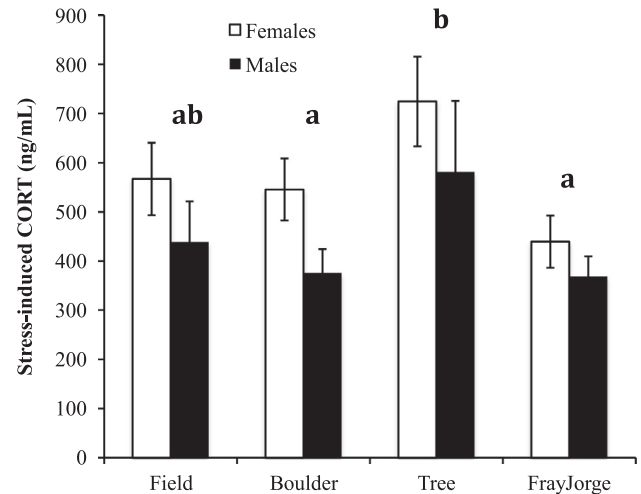 Females
Males
Stress-induced CORT (ng/mL)
900
800
700
600
500
400
300
200
100
0
ab
a
b
a
Field
Boulder
Tree
FrayJorge